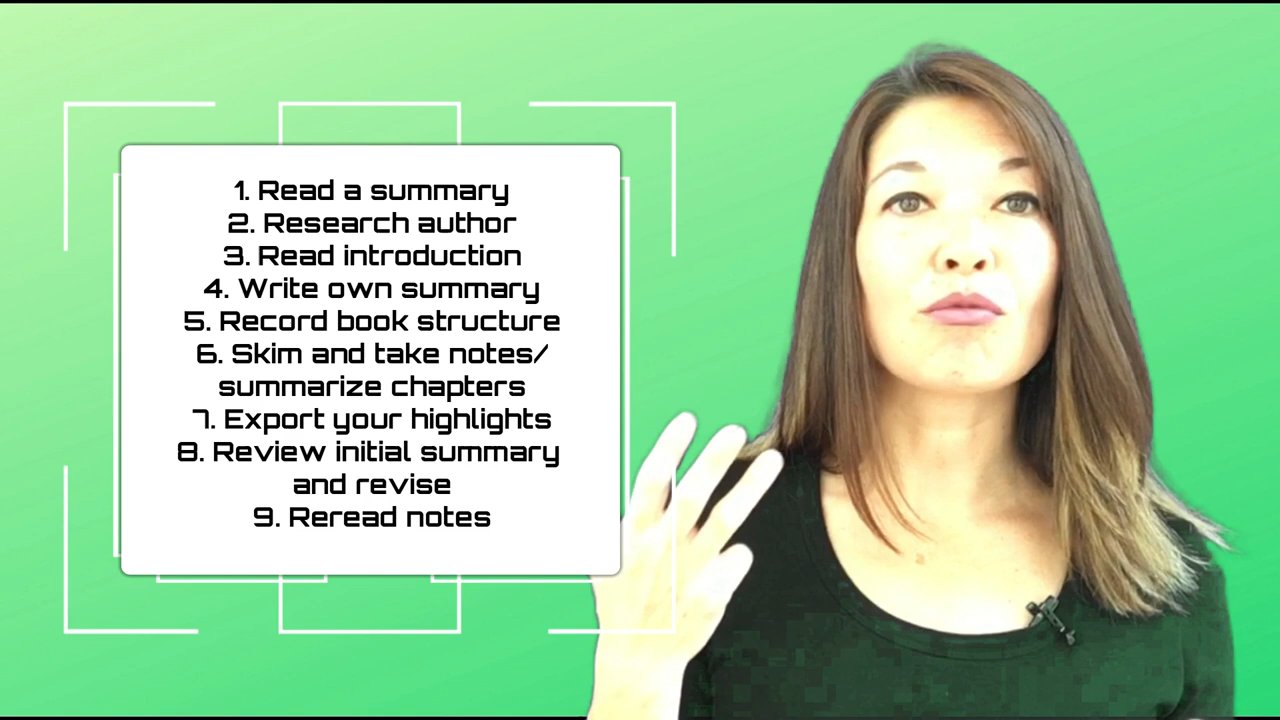 1. Read a summary
2. Research author
3. Read introduction
4. Write own summary
5. Record book structure
6. Skim and take notes/
summarize chapters
7. Export your highlights
8. Review initial summary
and revise
9. Reread notes